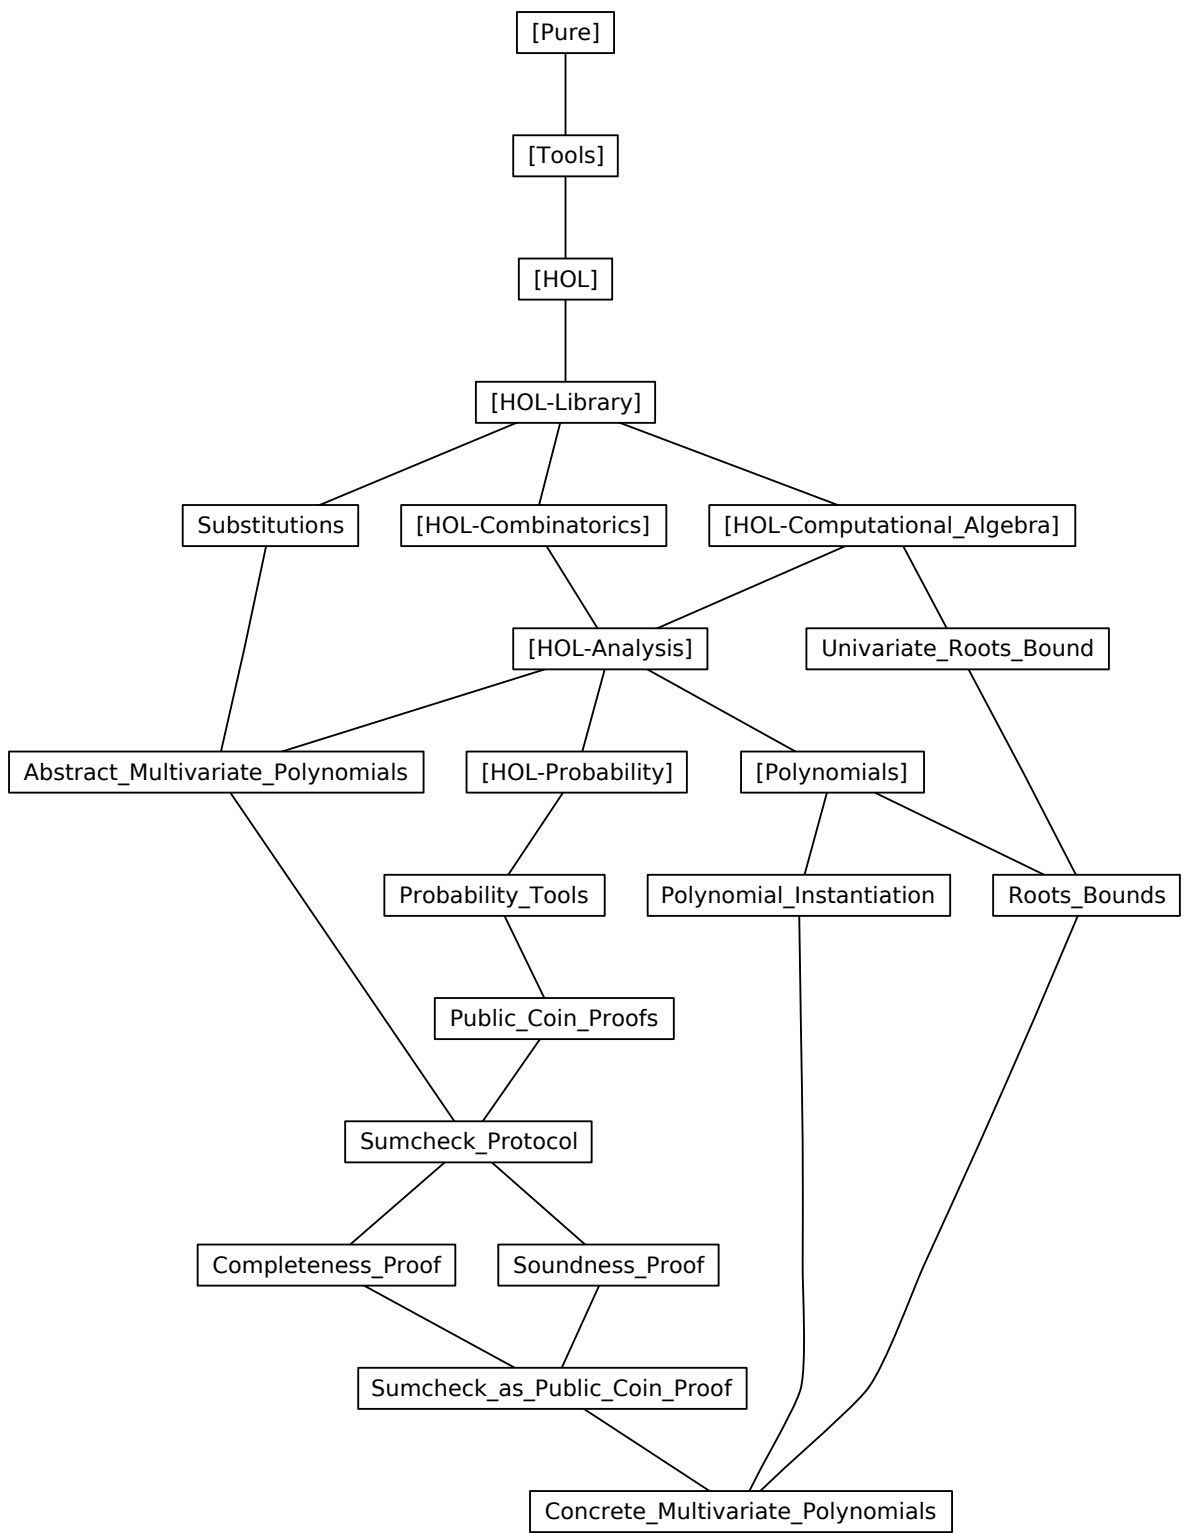 [Pure]
[Tools]
[HOL]
[HOL-Library]
Substitutions
[HOL-Combinatorics]
[HOL-Computational_Algebra]
[HOL-Analysis]
Univariate_Roots_Bound
Abstract_Multivariate_Polynomials
[HOL-Probability]
[Polynomials]
Probability_Tools
Polynomial_Instantiation
Roots_Bounds
Public_Coin_Proofs
Sumcheck_Protocol
Completeness_Proof
Soundness_Proof
Sumcheck_as_Public_Coin_Proof
Concrete_Multivariate_Polynomials